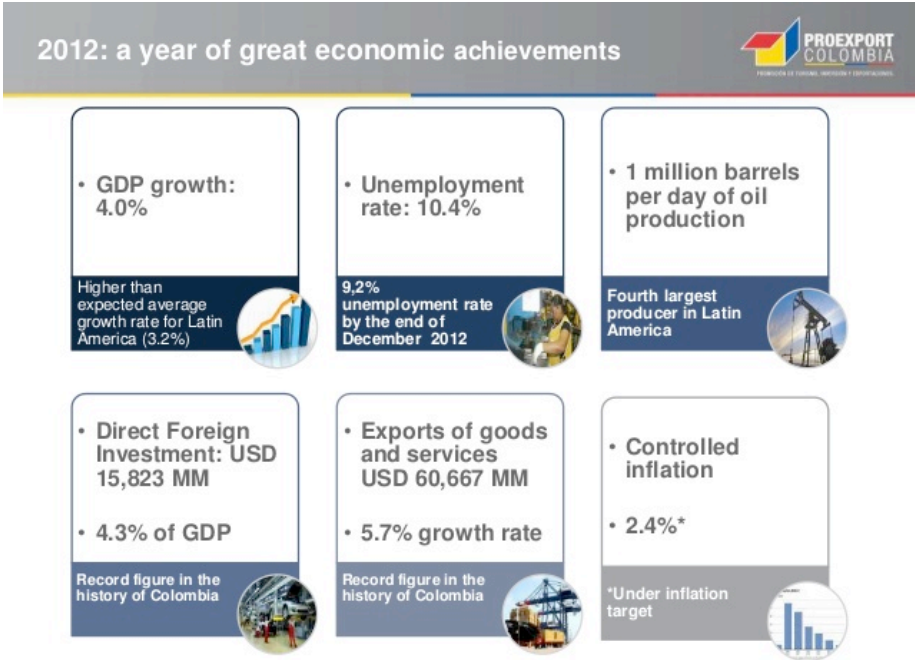 2012: a year of great economic achievements
PROEXPORT
COLOMBIA
PROMOCIÓN DE TURISMO, INVERSIÓN Y EXPORTACIONES
• GDP growth:
4.0%
Higher than
expected average
growth rate for Latin
America (3.2%)
• Unemployment
rate: 10.4%
9,2%
unemployment rate
by the end of
December 2012
• 1 million barrels
per day of oil
production
Fourth largest
producer in Latin
America
• Direct Foreign
Investment: USD
15,823 MM
• 4.3% of GDP
Record figure in the
history of Colombia
• Exports of goods
and services
USD 60,667 MM
• 5.7% growth rate
Record figure in the
history of Colombia
• Controlled
inflation
• 2.4%*
*Under inflation
target